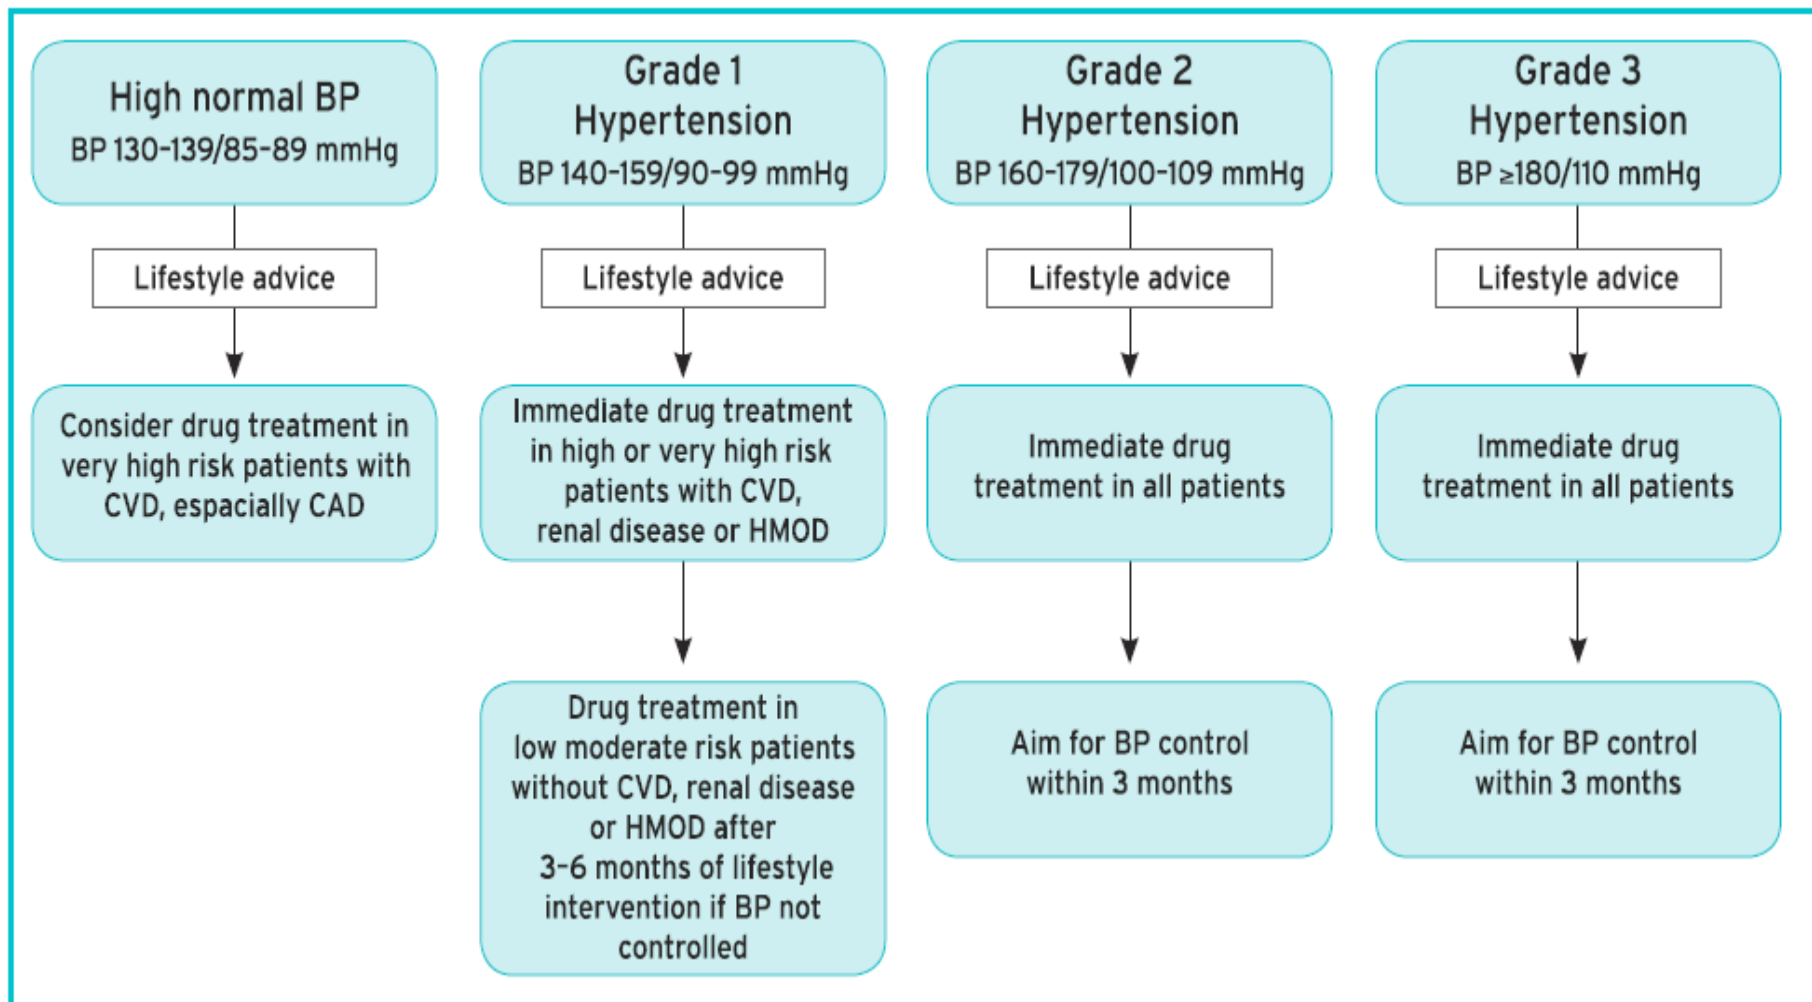 High normal BP
BP 130-139/85-89 mmHg
Lifestyle advice
Consider drug treatment in
very high risk patients with
CVD, espacially CAD
Grade 1
Hypertension
BP 140-159/90-99 mmHg
Lifestyle advice
Immediate drug treatment
in high or very high risk
patients with CVD,
renal disease or HMOD
Drug treatment in
low moderate risk patients
without CVD, renal disease
or HMOD after
3-6 months of lifestyle
intervention if BP not
controlled
Grade 2
Hypertension
BP 160-179/100-109 mmHg
Lifestyle advice
Immediate drug
treatment in all patients
Aim for BP control
within 3 months
Grade 3
Hypertension
BP ≥180/110 mmHg
Lifestyle advice
Immediate drug
treatment in all patients
Aim for BP control
within 3 months